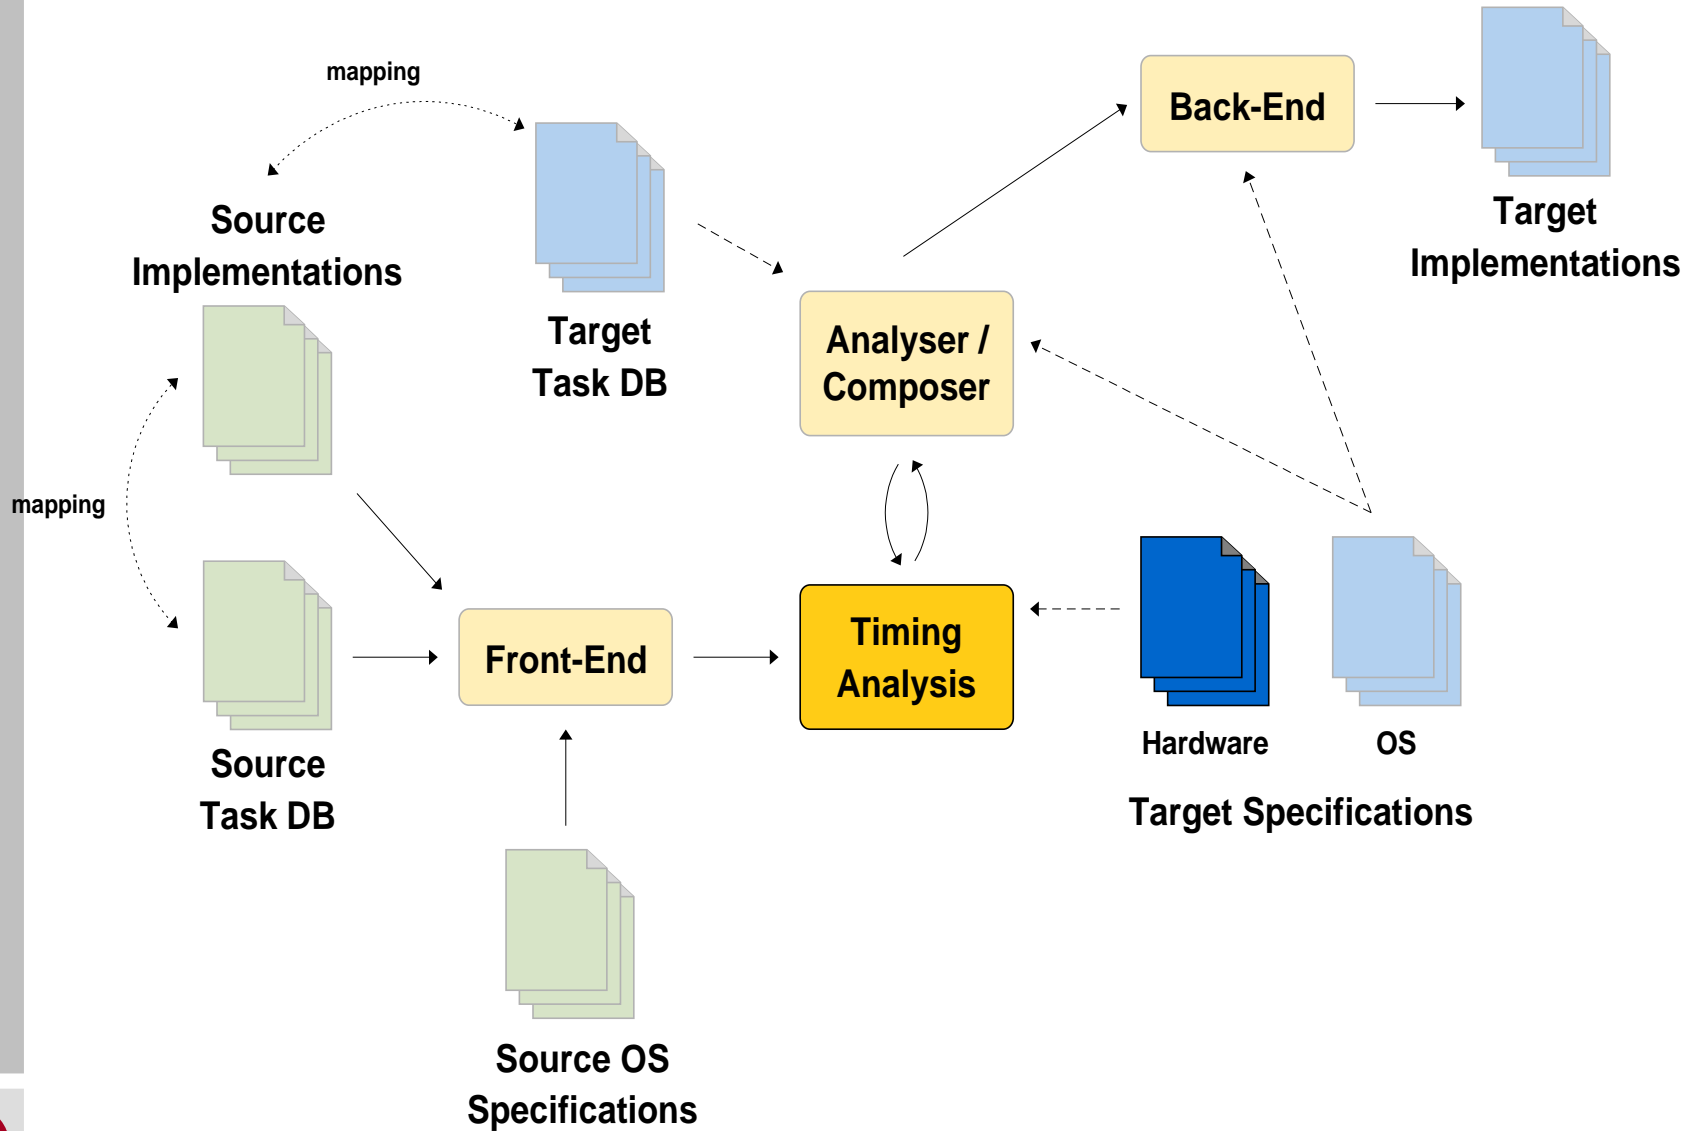 mapping
Back-End
Source
Implementations
Target
Implementations
Target
Task DB
Analyser /
Composer
mapping
Front-End
Timing
Analysis
Hardware
OS
Target Specifications
Source
Task DB
Source OS
Specifications